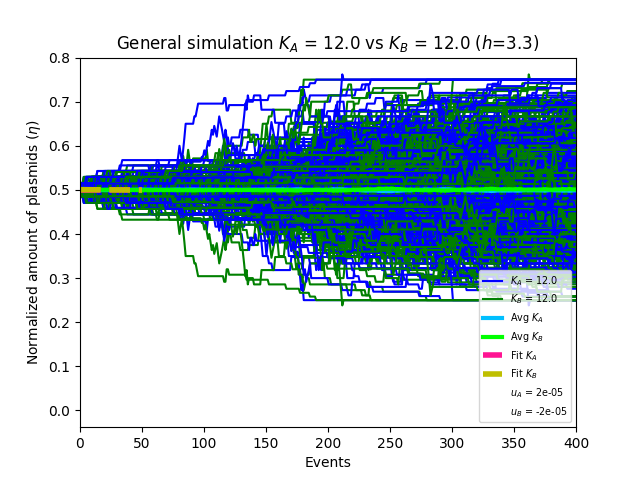 General simulation K_A = 12.0 vs K_B = 12.0 (h=3.3)
Normalized amount of plasmids (η)
0.8
0.7
0.6
0.5
0.4
0.3
0.2
0.1
0.0
K_A = 12.0
K_B = 12.0
Avg K_A
Avg K_B
Fit K_A
Fit K_B
u_A = 2e-05
u_B = -2e-05
0 50 100 150 200 250 300 350 400
Events